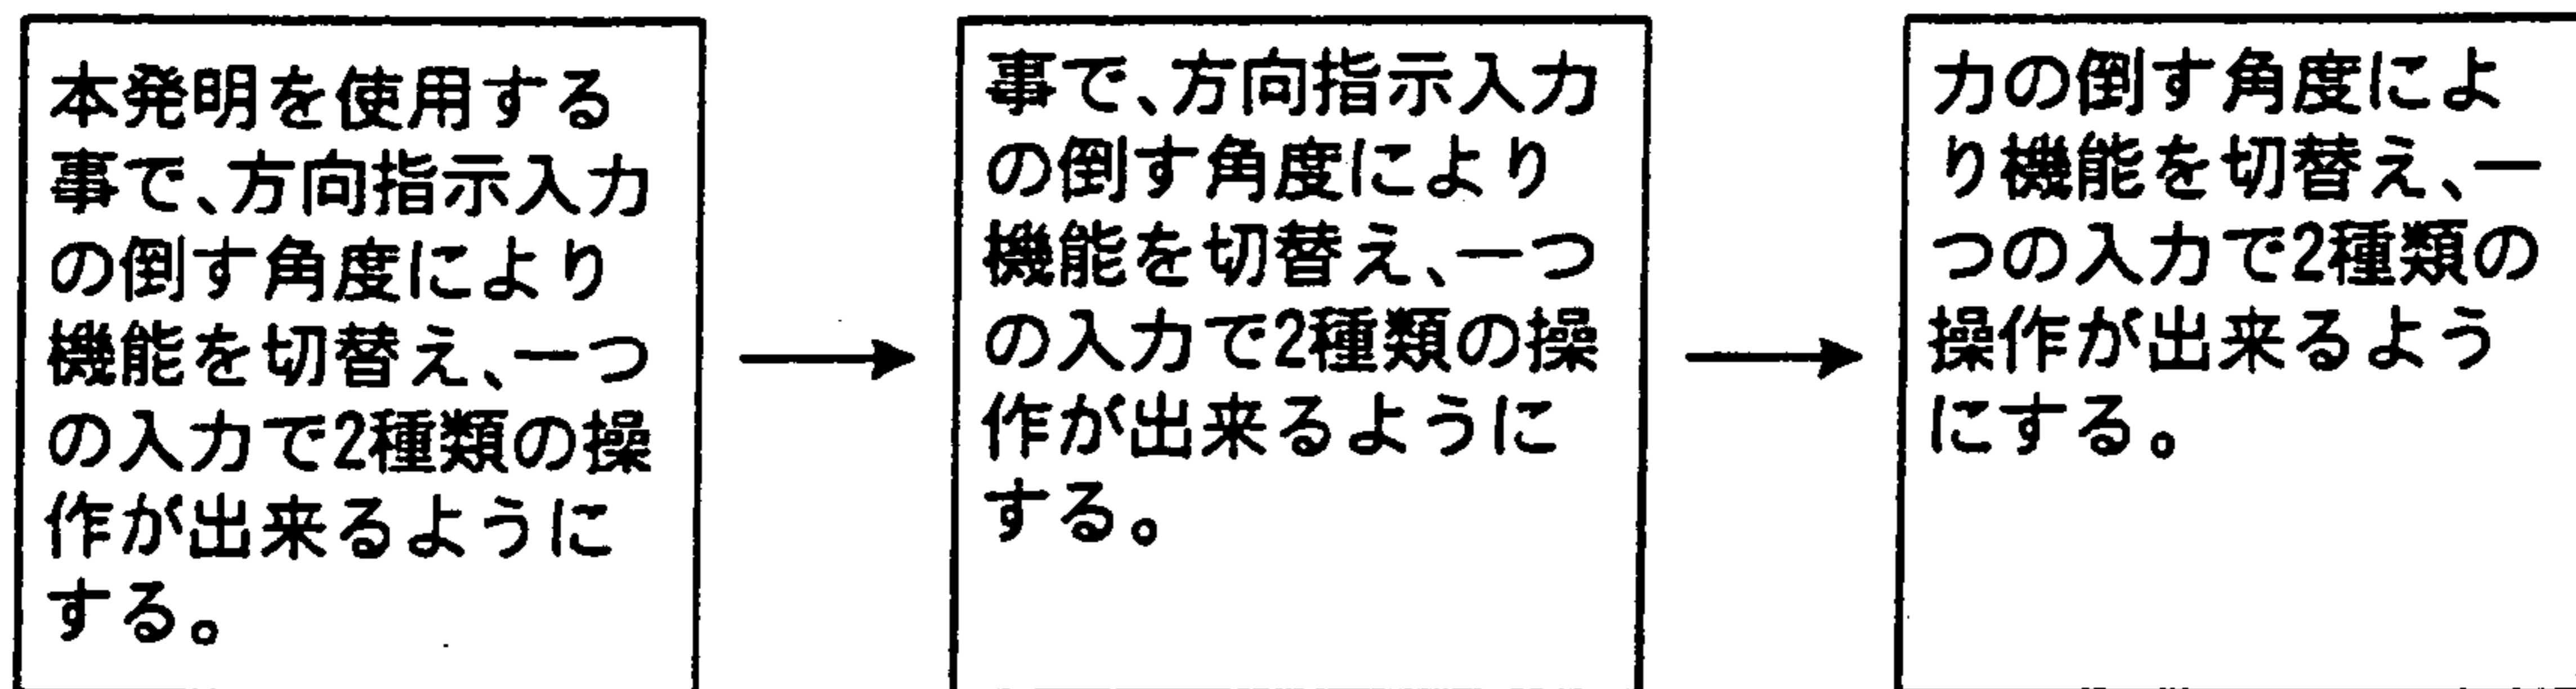 本発明を使用する
事で、方向指示入力
の倒す角度により
機能を切替え、一つ
の入力で2種類の操
作が出来るように
する。
事で、方向指示入力
の倒す角度により
機能を切替え、一つ
の入力で2種類の操
作が出来るように
する。
力の倒す角度によ
り機能を切替え、一
つの入力で2種類の
操作が出来るよう
にする。